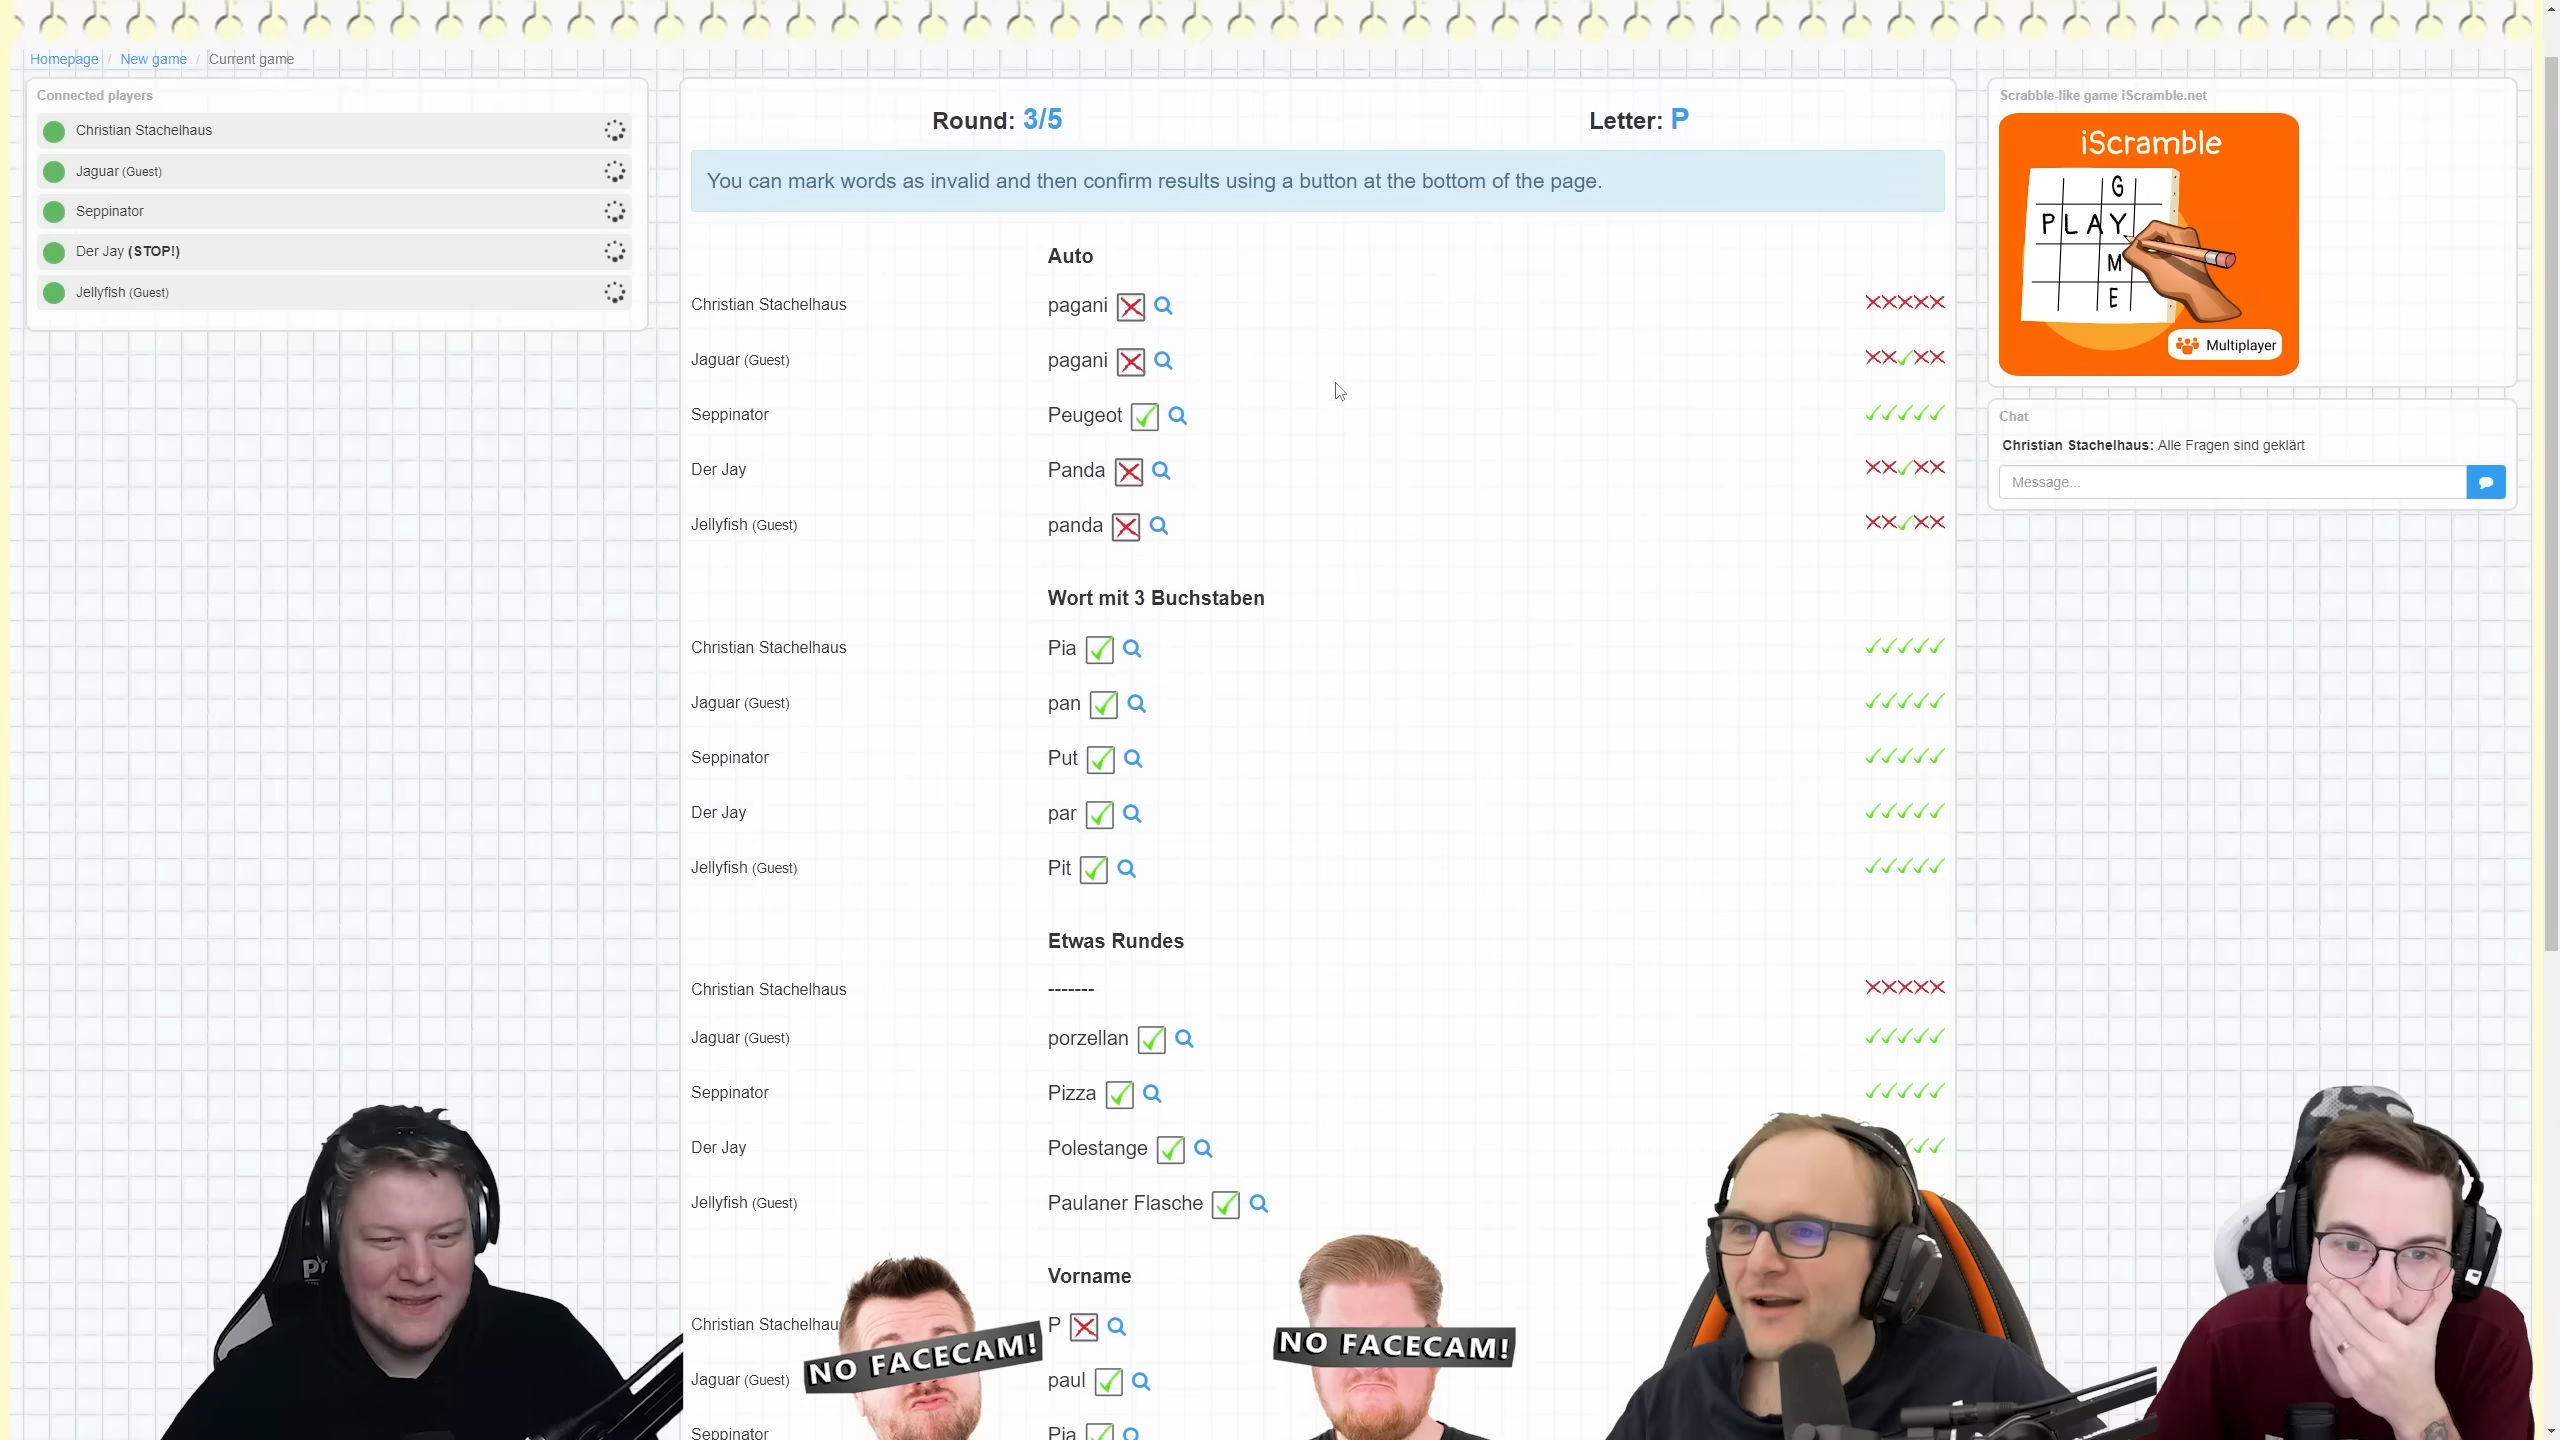 Homepage / New game / Current game
Connected players
Christian Stachelhaus
Jaguar (Guest)
Seppinator
Der Jay (STOP!)
Jellyfish (Guest)
Round: 3/5
Letter: P
You can mark words as invalid and then confirm results using a button at the bottom of the page.
Auto
Christian Stachelhaus pagani
Jaguar (Guest) pagani
Seppinator Peugeot
Der Jay Panda
Jellyfish (Guest) panda
Wort mit 3 Buchstaben
Christian Stachelhaus Pia
Jaguar (Guest) pan
Seppinator Put
Der Jay par
Jellyfish (Guest) Pit
Etwas Rundes
Christian Stachelhaus -------
Jaguar (Guest) porzellan
Seppinator Pizza
Der Jay Polestange
Jellyfish (Guest) Paulaner Flasche
Vorname
Christian Stachelhau P
Jaguar (Guest) paul
Seppinator Pia
NO FACECAM!
NO FACECAM!
Scrabble-like game iScramble.net
iScramble
G
PLAY
M
E
Multiplayer
Chat
Christian Stachelhaus: Alle Fragen sind geklärt
Message...